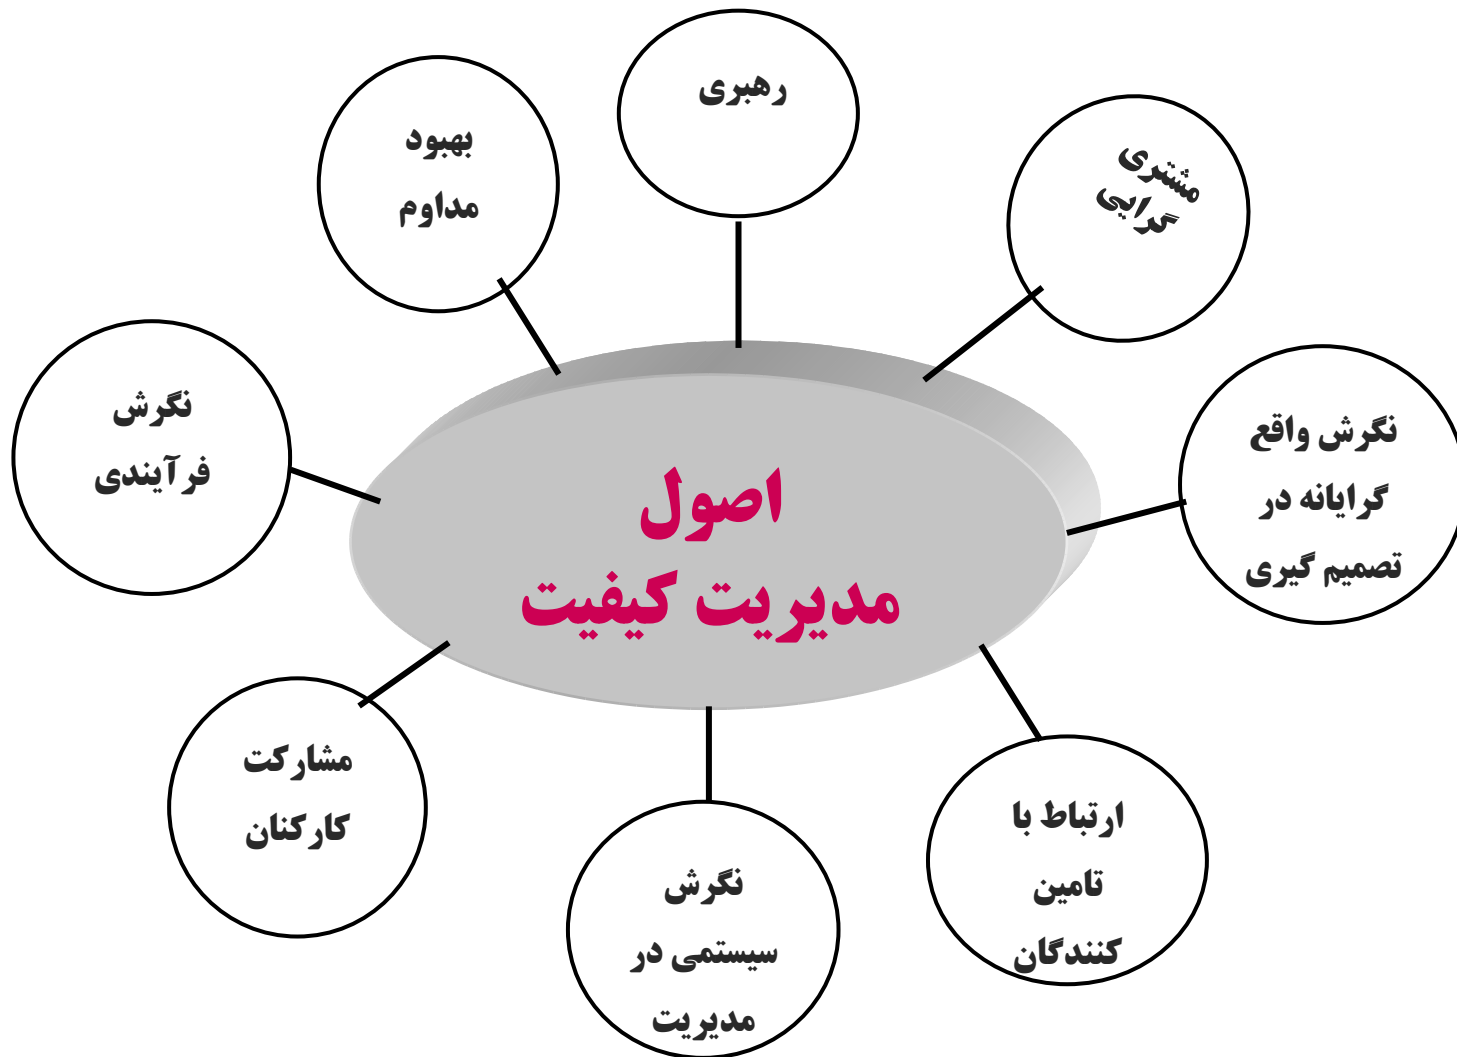 رهبری
مشتری
گرایی
بهبود
مداوم
نگرش واقع
گرایانه در
تصمیم گیری
نگرش
فرآیندی
اصول
مدیریت کیفیت
ارتباط با
تامین
کنندگان
مشارکت
کارکنان
نگرش
سیستمی در
مدیریت